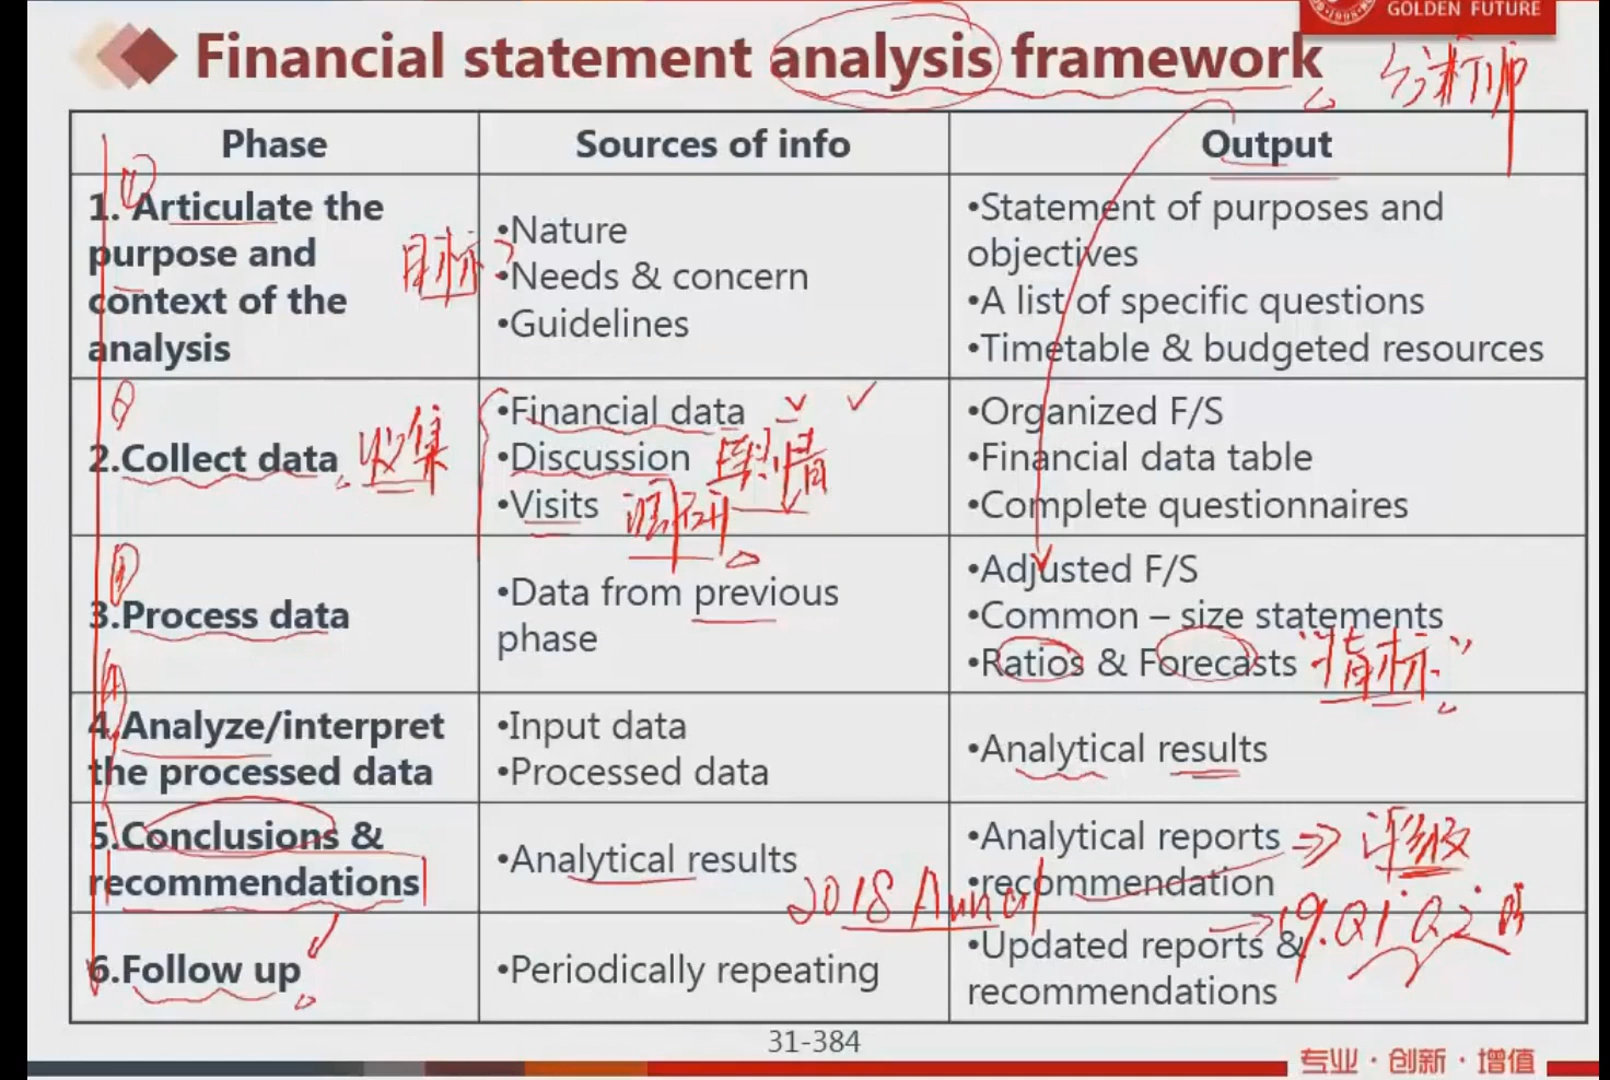 GOLDEN FUTURE
Financial statement analysis framework
分析师
Phase
Sources of info
Output
1. Articulate the
purpose and
context of the
analysis
目标
•Nature
•Needs & concern
•Guidelines
•Statement of purposes and
objectives
•A list of specific questions
•Timetable & budgeted resources
2.Collect data
收集
•Financial data
•Discussion
•Visits
调研
•Organized F/S
•Financial data table
•Complete questionnaires
3.Process data
•Data from previous
phase
•Adjusted F/S
•Common – size statements
•Ratios & Forecasts
"指标"
4.Analyze/interpret
the processed data
•Input data
•Processed data
•Analytical results
5.Conclusions &
recommendations
•Analytical results
•Analytical reports
•recommendation
评级
2018 Annual
19.Q1 Q2
6.Follow up
•Periodically repeating
•Updated reports &
recommendations
31-384
专业·创新·增值